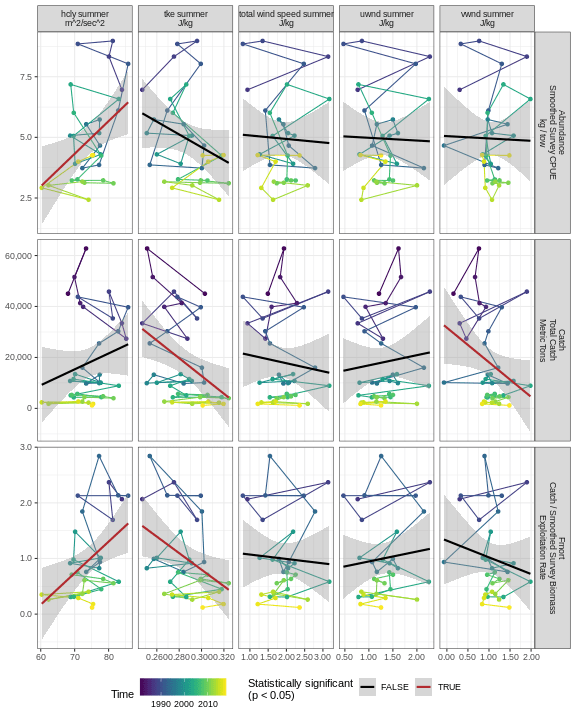 hcly summer
m^2/sec^2
tke summer
J/kg
total wind speed summer
J/kg
uwnd summer
J/kg
vwnd summer
J/kg
7.5
5.0
2.5
Abundance
Smoothed Survey CPUE
kg / tow
60,000
40,000
20,000
0
Catch
Total Catch
Metric Tons
3.0
2.0
1.0
0.0
Fmort
Catch / Smoothed Survey Biomass
Exploitation Rate
60 70 80
0.260 0.280 0.300 0.320
1.00 1.50 2.00 2.50 3.00
0.50 1.00 1.50 2.00
0.00 0.50 1.00 1.50 2.00
Time
1990 2000 2010
Statistically significant
(p < 0.05)
FALSE
TRUE